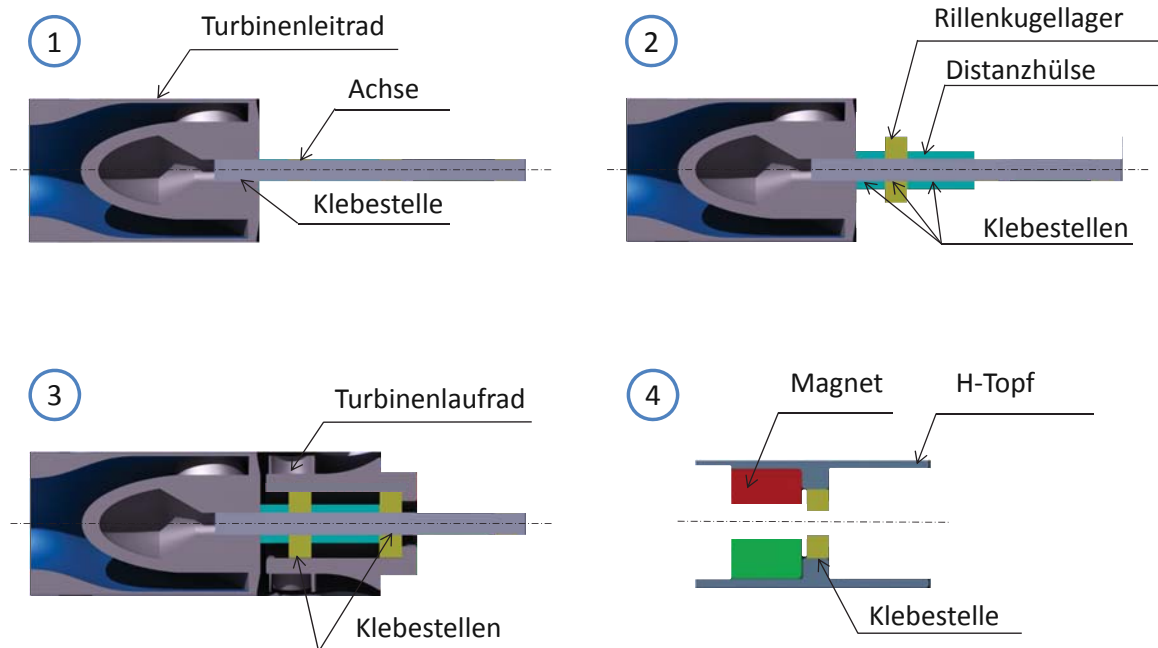 1
Turbinenleitrad
Achse
Klebestelle
2
Rillenkugellager
Distanzhülse
Klebestellen
3
Turbinenlaufrad
Klebestellen
4
Magnet
H-Topf
Klebestelle